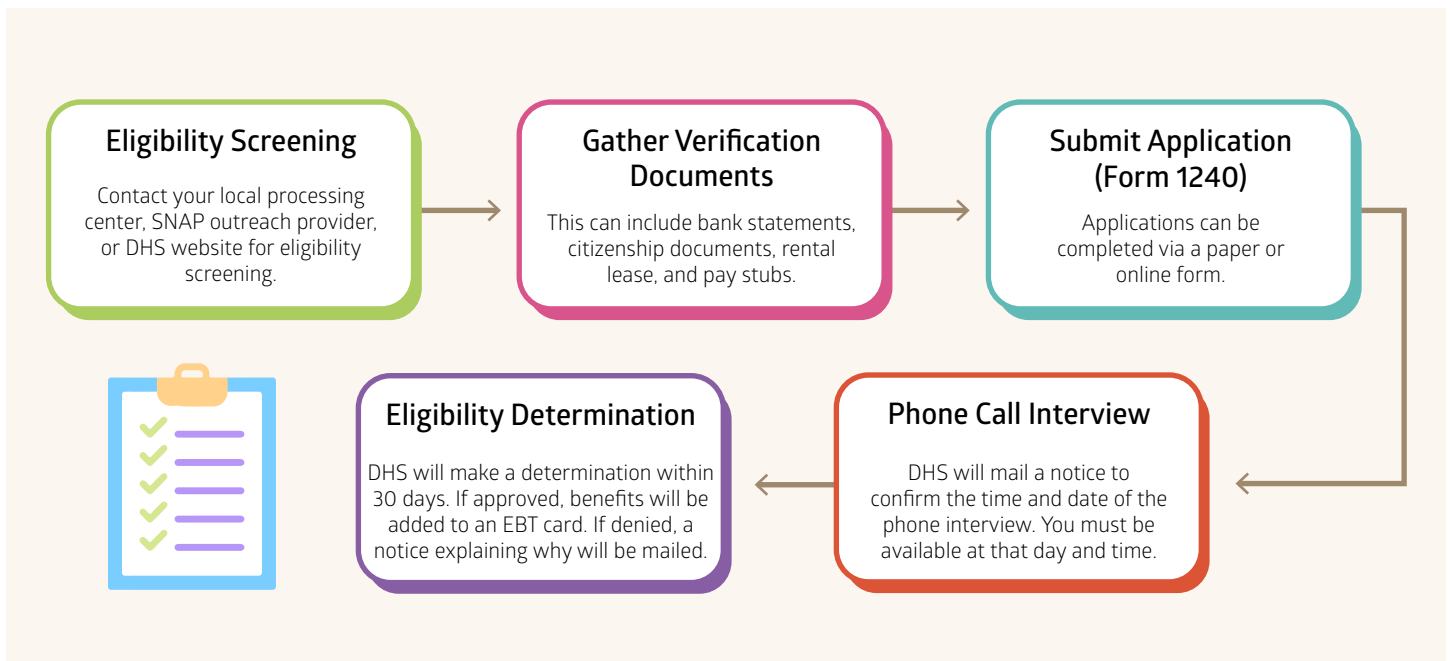 Eligibility Screening
Contact your local processing
center, SNAP outreach provider,
or DHS website for eligibility
screening.
Gather Verification
Documents
This can include bank statements,
citizenship documents, rental
lease, and pay stubs.
Submit Application
(Form 1240)
Applications can be
completed via a paper or
online form.
Phone Call Interview
DHS will mail a notice to
confirm the time and date of the
phone interview. You must be
available at that day and time.
Eligibility Determination
DHS will make a determination within
30 days. If approved, benefits will be
added to an EBT card. If denied, a
notice explaining why will be mailed.